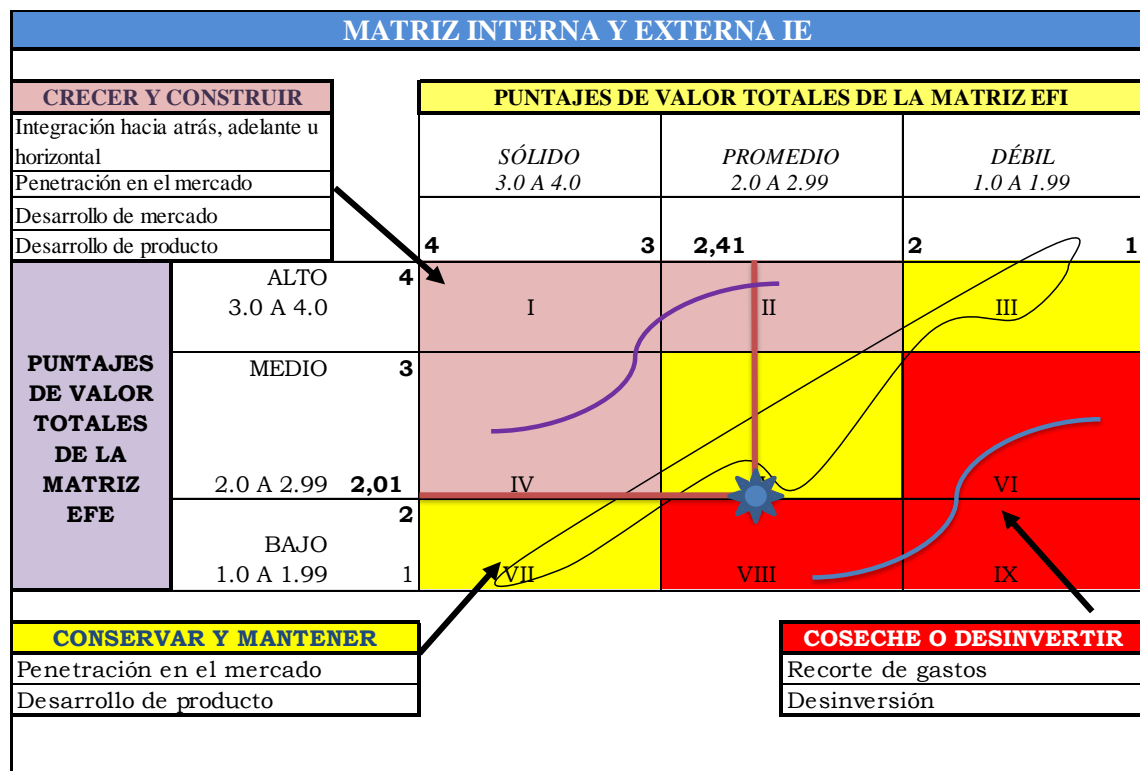 MATRIZ INTERNA Y EXTERNA IE
CRECER Y CONSTRUIR
Integración hacia atrás, adelante u
horizontal
Penetración en el mercado
Desarrollo de mercado
Desarrollo de producto
PUNTAJES DE VALOR TOTALES DE LA MATRIZ EFI
SÓLIDO PROMEDIO DÉBIL
3.0 A 4.0 2.0 A 2.99 1.0 A 1.99
4 3 2,41 2 1
PUNTAJES
DE VALOR
TOTALES
DE LA
MATRIZ
EFE
ALTO 4
3.0 A 4.0 I II III
MEDIO 3
2.0 A 2.99 2,01 IV VI
2
BAJO
1.0 A 1.99 1 VII VIII IX
CONSERVAR Y MANTENER
Penetración en el mercado
Desarrollo de producto
COSECHE O DESINVERTIR
Recorte de gastos
Desinversión